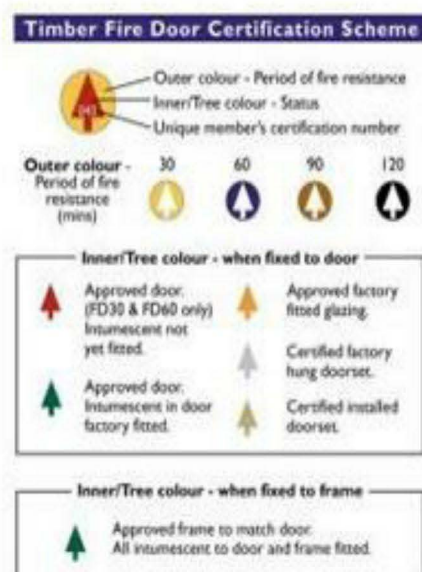 Timber Fire Door Certification Scheme
Outer colour - Period of fire resistance
Inner/Tree colour - Status
Unique member's certification number
Outer colour -
Period of fire
resistance
(mins)
30 60 90 120
Inner/Tree colour - when fixed to door
Approved door.
(FD30 & FD60 only)
Intumescent not
yet fitted.
Approved door.
Intumescent in door
factory fitted.
Approved factory
fitted glazing.
Certified factory
hung doorset.
Certified installed
doorset.
Inner/Tree colour - when fixed to frame
Approved frame to match door.
All intumescent to door and frame fitted.